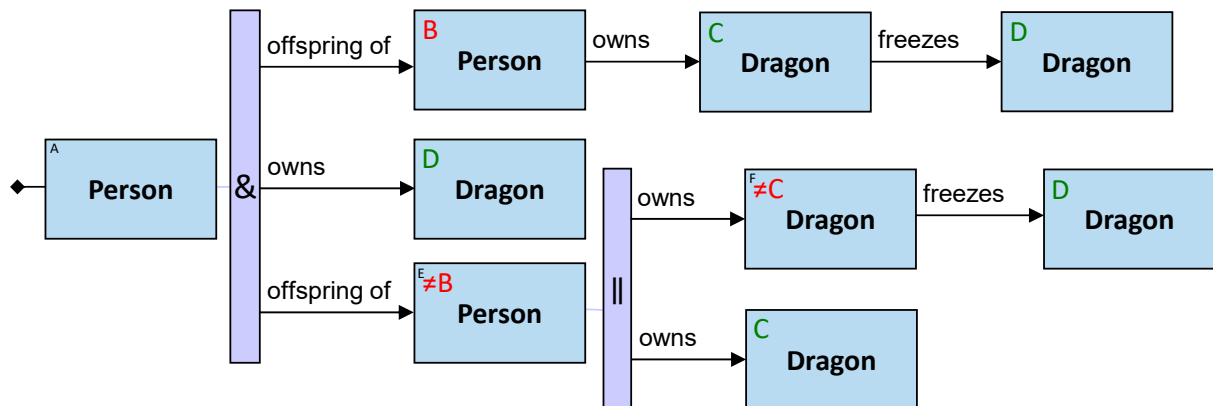 offspring of
B
Person
owns
C
Dragon
freezes
D
Dragon
A
Person
&
owns
D
Dragon
offspring of
E
≠B
Person
||
owns
F
≠C
Dragon
freezes
D
Dragon
owns
C
Dragon